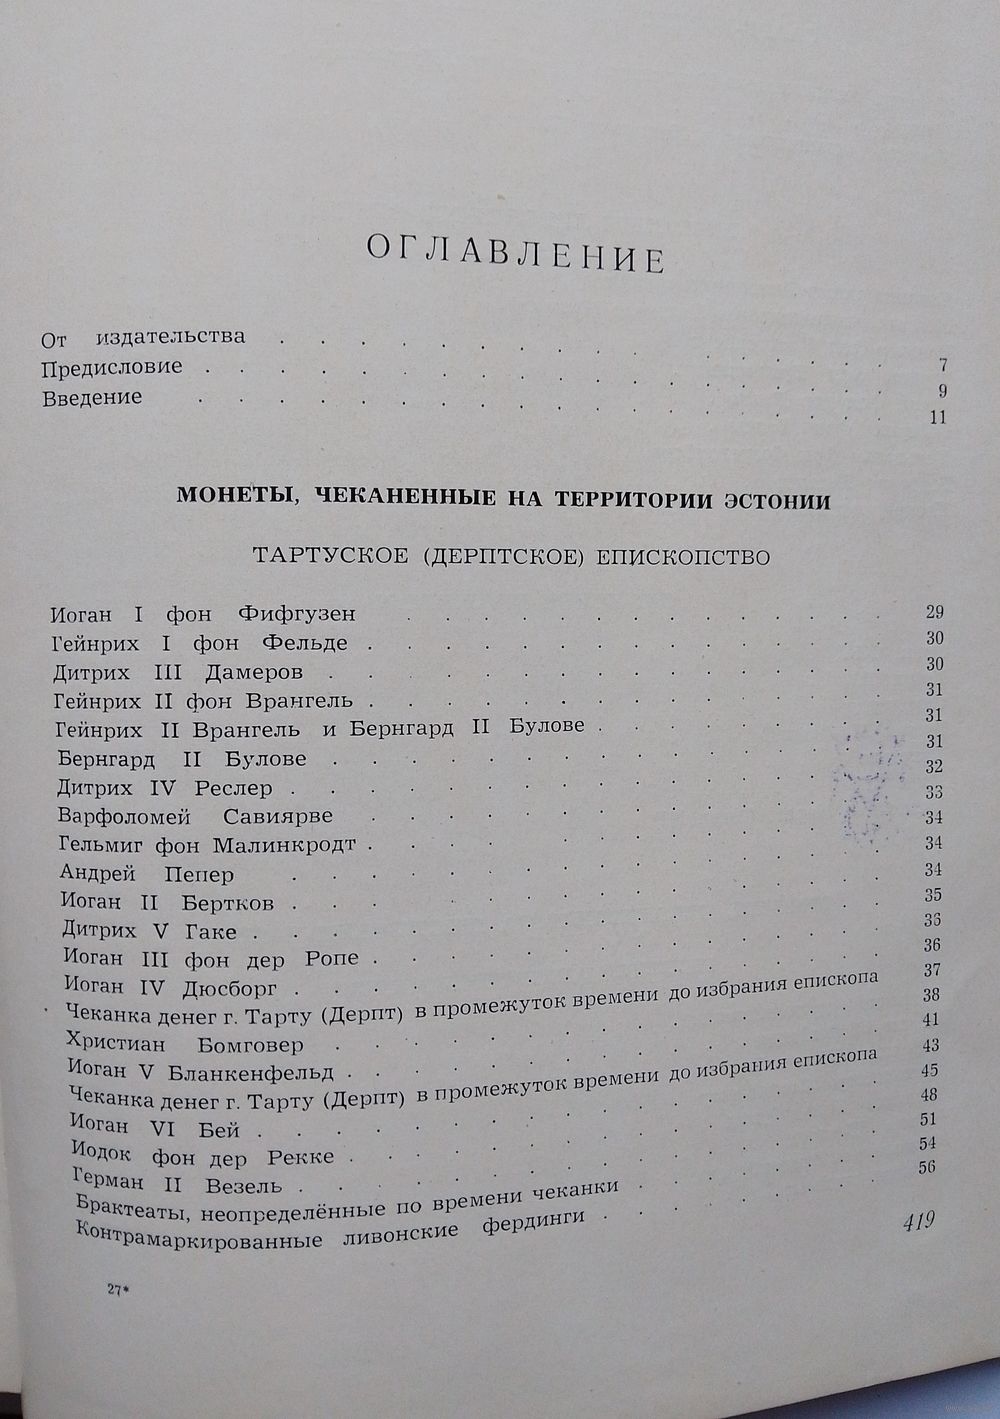 ОГЛАВЛЕНИЕ
От издательства . . . . . . . . . . . . . . 7
Предисловие . . . . . . . . . . . . . . . . 9
Введение . . . . . . . . . . . . . . . . 11
МОНЕТЫ, ЧЕКАНЕННЫЕ НА ТЕРРИТОРИИ ЭСТОНИИ
ТАРТУСКОЕ (ДЕРПТСКОЕ) ЕПИСКОПСТВО
Иоган I фон Фифгузен . . . . . . . . . . . . 29
Гейнрих I фон Фельде . . . . . . . . . . . . 30
Дитрих III Дамеров . . . . . . . . . . . . . 30
Гейнрих II фон Врангель . . . . . . . . . . . . 31
Гейнрих II Врангель и Бернгард II Булове . . . . . . . 31
Бернгард II Булове . . . . . . . . . . . . . 31
Дитрих IV Реслер . . . . . . . . . . . . . . 32
Варфоломей Савиярве . . . . . . . . . . . . . 33
Гельмиг фон Малинкродт . . . . . . . . . . . . 34
Андрей Пепер . . . . . . . . . . . . . . 34
Иоган II Бертков . . . . . . . . . . . . . . 34
Дитрих V Гаке . . . . . . . . . . . . . . . 35
Иоган III фон дер Ропе . . . . . . . . . . . . 36
Иоган IV Дюсборг . . . . . . . . . . . . . . 36
Чеканка денег г. Тарту (Дерпт) в промежуток времени до избрания епископа 37
Христиан Бомговер . . . . . . . . . . . . . 38
Иоган V Бланкенфельд . . . . . . . . . . . . . 41
Чеканка денег г. Тарту (Дерпт) в промежуток времени до избрания епископа 43
Иоган VI Бей . . . . . . . . . . . . . . . 45
Иодок фон дер Рекке . . . . . . . . . . . . . 48
Герман II Везель . . . . . . . . . . . . . . 51
Брактеаты, неопределённые по времени чеканки . . . . . . 54
Контрамаркированные ливонские фердинги . . . . . . . 56
419
27*